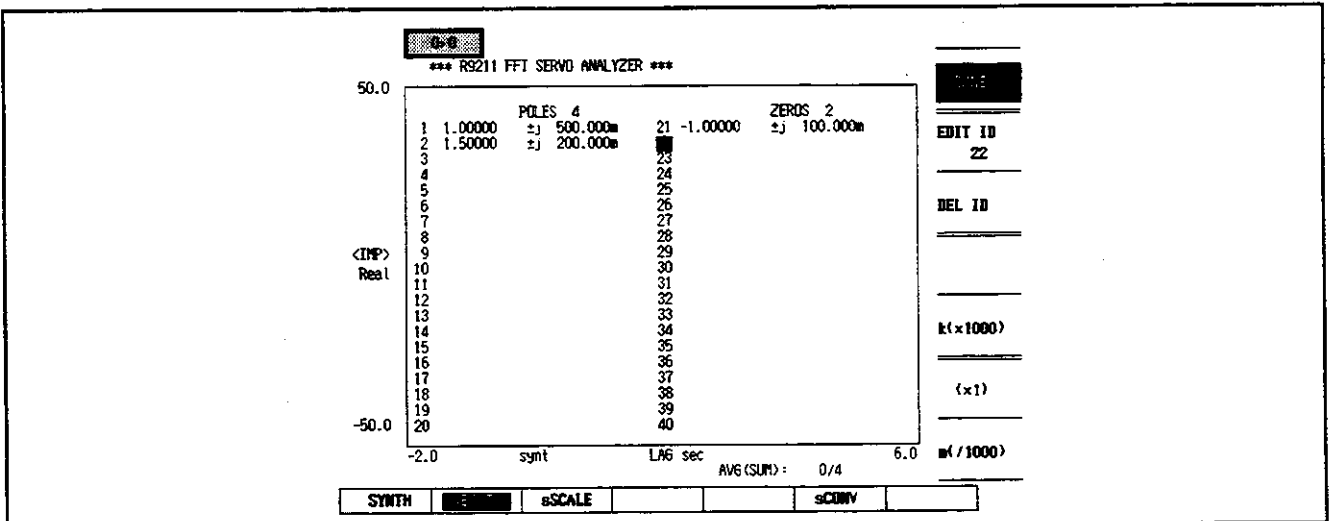 *** R9211 FFT SERVO ANALYZER ***
50.0
POLES 4 ZEROS 2
1 1.00000 ±j 500.000m 21 -1.00000 ±j 100.000m
EDIT ID
2 1.50000 ±j 200.000m
22
3 23
4 24
5 25
6 26
DEL ID
7 27
8 28
<IMP> 9 29
Real 10 30
11 31
12 32
13 33
14 34
k(×1000)
15 35
16 36
17 37
18 38
(×1)
19 39
-50.0 20 40
-2.0 synt LAG sec 6.0
m(/1000)
AVG(SUM): 0/4
SYNTH sSCALE sCONV